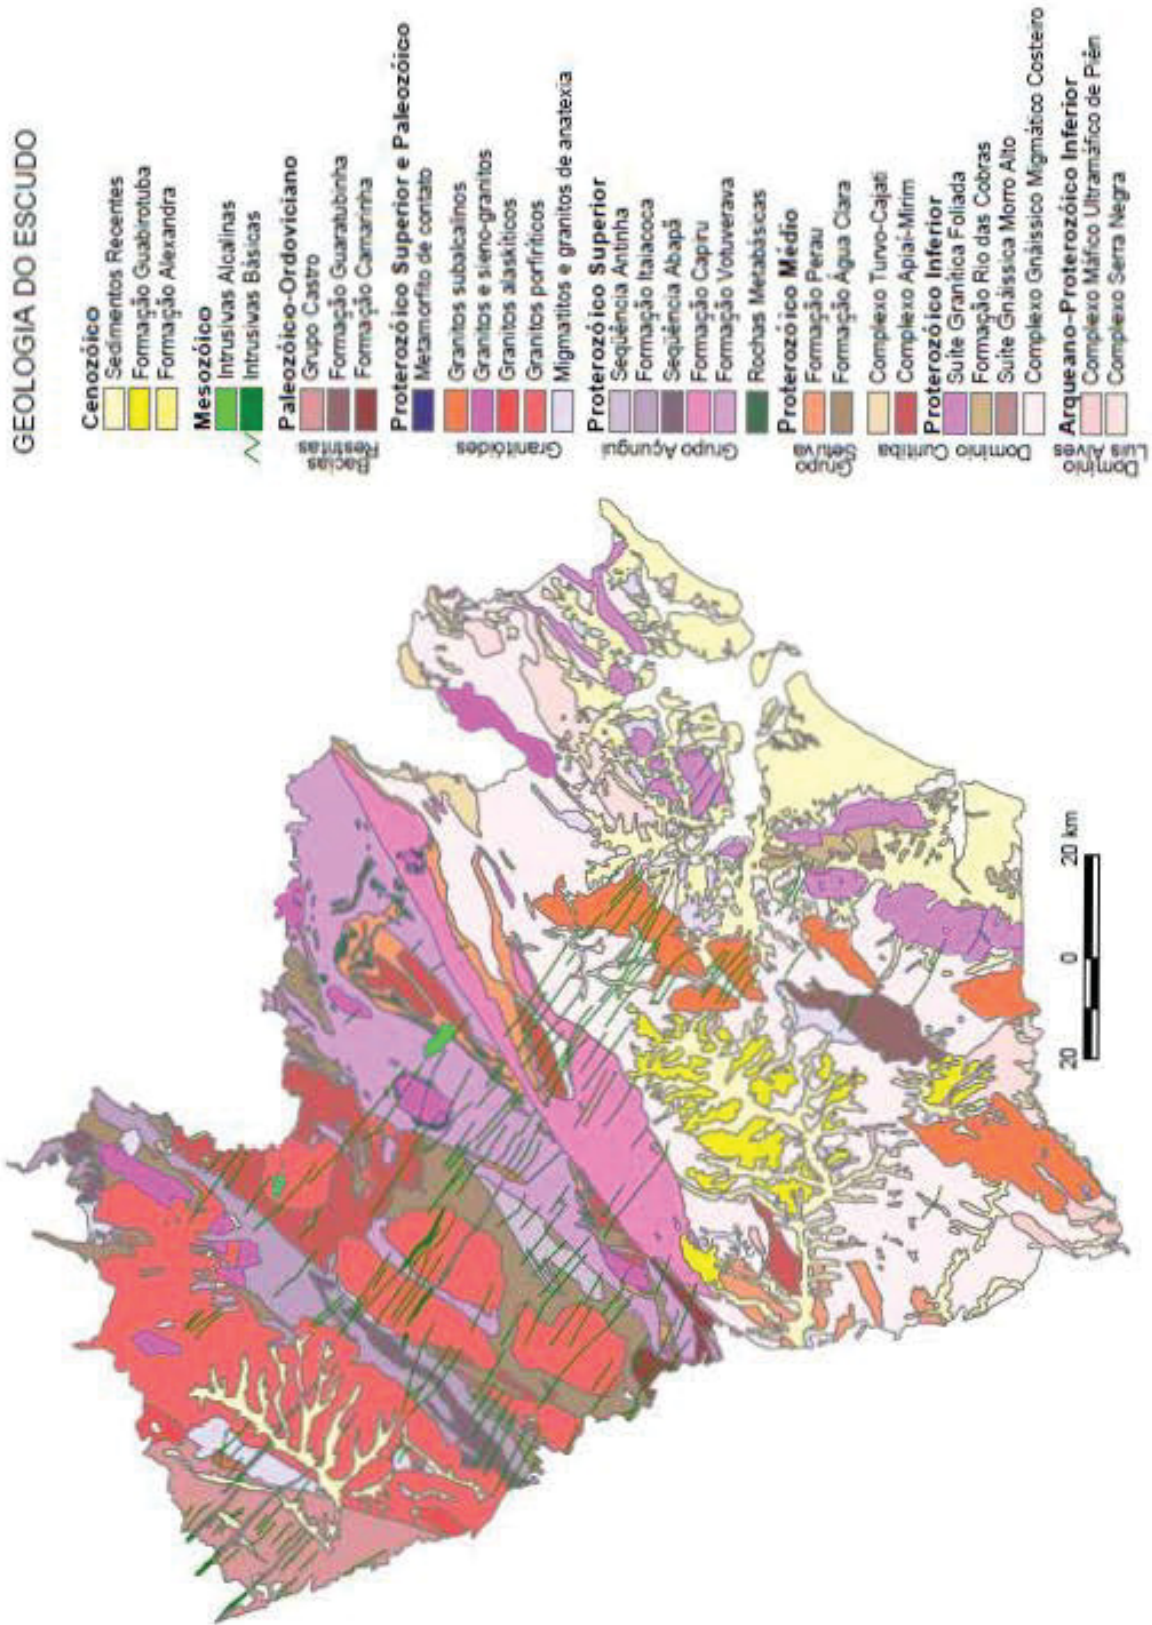 GEOLOGIA DO ESCUDO
Cenozóico
Sedimentos Recentes
Formação Guabirotuba
Formação Alexandra
Mesozóico
Intrusivas Alcalinas
Intrusivas Básicas
Paleozóico-Ordoviciano
Bacias Restritas
Grupo Castro
Formação Guaratubinha
Formação Camarinha
Proterozóico Superior e Paleozóico
Metamorfito de contato
Granitóides
Granitos subalcalinos
Granitos e sieno-granitos
Granitos alaskíticos
Granitos porfiríticos
Migmatitos e granitos de anatexia
Proterozóico Superior
Grupo Açungui
Seqüência Antinha
Formação Itaiacoca
Seqüência Abapã
Formação Capiru
Formação Votuverava
Rochas Metabásicas
Proterozóico Médio
Grupo Setuva
Formação Perau
Formação Água Clara
Complexo Turvo-Cajati
Complexo Apiaí-Mirim
Proterozóico Inferior
Domínio Curitiba
Suíte Granítica Foliada
Formação Rio das Cobras
Suíte Gnáissica Morro Alto
Complexo Gnáissico Migmático Costeiro
Arqueano-Proterozóico Inferior
Domínio Luis Alves
Complexo Máfico Ultramáfico de Piên
Complexo Serra Negra
20 0 20 km